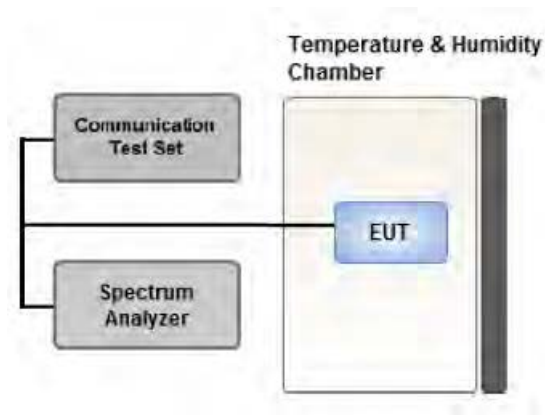 Temperature & Humidity
Chamber
Communication
Test Set
EUT
Spectrum
Analyzer